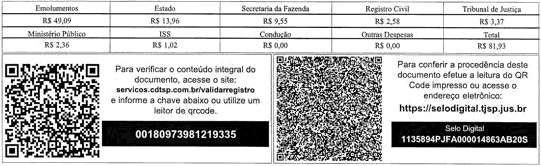 Emolumentos Estado Secretaria da Fazenda Registro Civil Tribunal de Justiça
R$ 49,09 R$ 13,96 R$ 9,55 R$ 2,58 R$ 3,37
Ministério Público ISS Condução Outras Despesas Total
R$ 2,36 R$ 1,02 R$ 0,00 R$ 0,00 R$ 81,93
Para verificar o conteúdo integral do
documento, acesse o site:
servicos.cdtsp.com.br/validarregistro
e informe a chave abaixo ou utilize um
leitor de qrcode.
00180973981219335
Para conferir a procedência deste
documento efetue a leitura do QR
Code impresso ou acesse o
endereço eletrônico:
https://selodigital.tjsp.jus.br
Selo Digital
1135894PJFA000014863AB20S